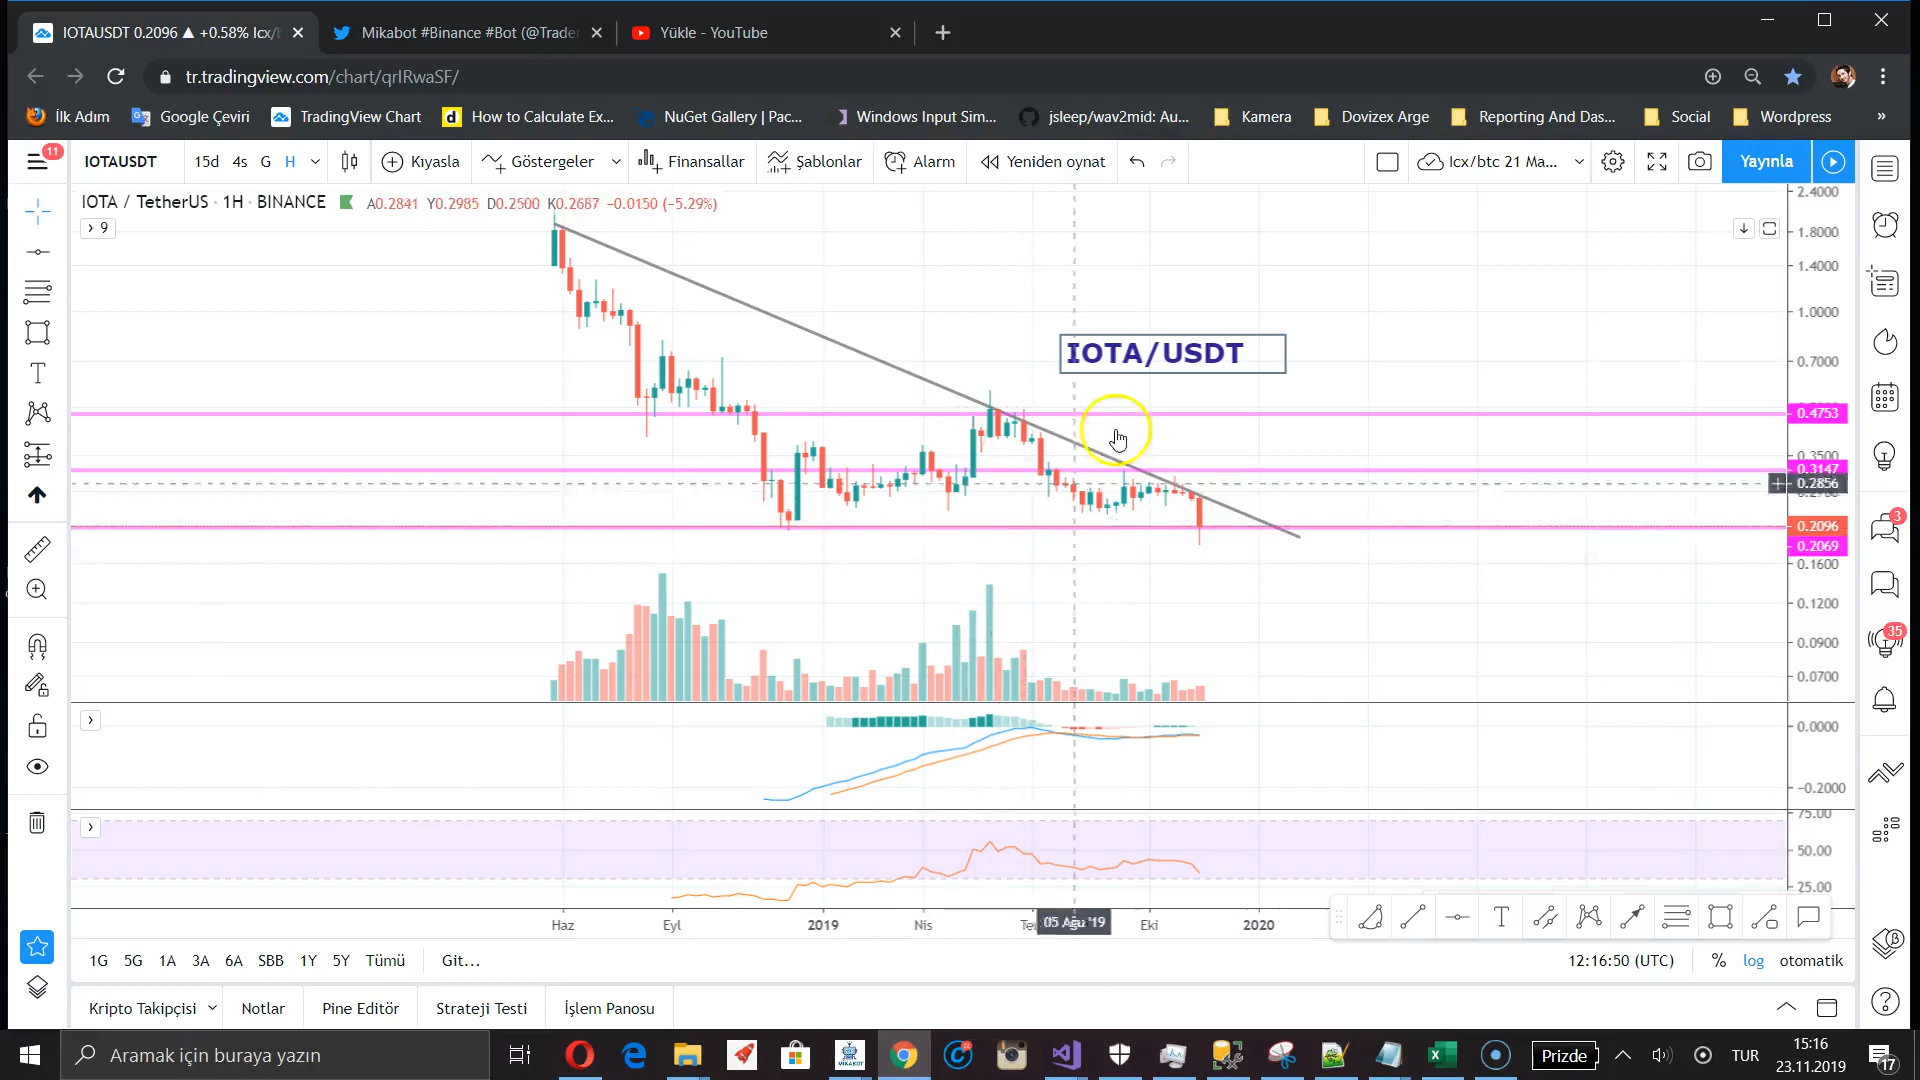 IOTAUSDT 0.2096 ▲ +0.58% Icx/
Mikabot #Binance #Bot (@Trade
Yükle - YouTube
tr.tradingview.com/chart/qrIRwaSF/
İlk Adım
Google Çeviri
TradingView Chart
How to Calculate Ex...
NuGet Gallery | Pac...
Windows Input Sim...
jsleep/wav2mid: Au...
Kamera
Dovizex Arge
Reporting And Das...
Social
Wordpress
»
11
IOTAUSDT
15d 4s G H
Kıyasla
Göstergeler
Finansallar
Şablonlar
Alarm
Yeniden oynat
Icx/btc 21 Ma...
Yayınla
IOTA / TetherUS · 1H · BINANCE
A0.2841 Y0.2985 D0.2500 K0.2687 −0.0150 (−5.29%)
9
IOTA/USDT
2.4000
1.8000
1.4000
1.0000
0.7000
0.4753
0.3500
0.3147
0.2856
0.2096
0.2069
0.1600
0.1200
0.0900
0.0700
0.0000
−0.2000
75.00
50.00
25.00
3
35
Haz
Eyl
2019
Nis
05 Ağu '19
Eki
2020
1G 5G 1A 3A 6A SBB 1Y 5Y Tümü
Git...
12:16:50 (UTC)
% log otomatik
Kripto Takipçisi
Notlar
Pine Editör
Strateji Testi
İşlem Panosu
Aramak için buraya yazın
Prizde
TUR
15:16
23.11.2019
17